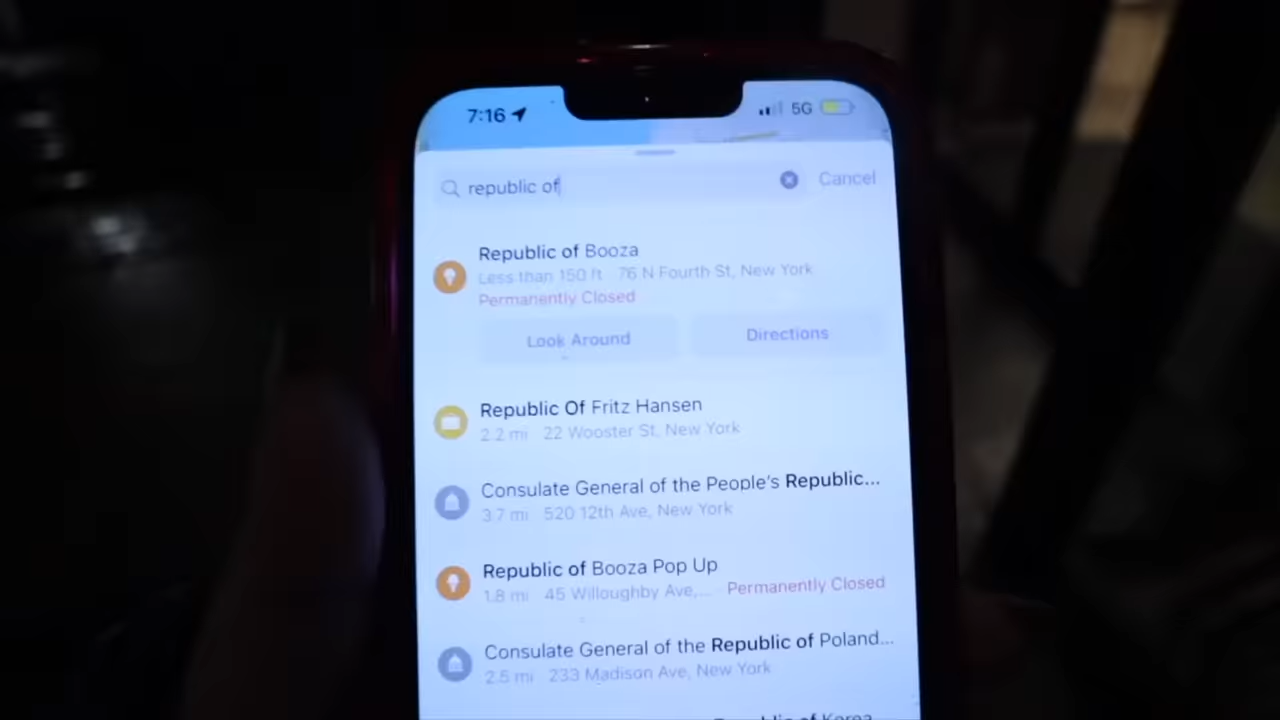 7:16 5G
republic of Cancel
Republic of Booza
Less than 150 ft 76 N Fourth St, New York
Permanently Closed
Look Around Directions
Republic Of Fritz Hansen
2.2 mi 22 Wooster St, New York
Consulate General of the People's Republic...
3.7 mi 520 12th Ave, New York
Republic of Booza Pop Up
1.8 mi 45 Willoughby Ave,... Permanently Closed
Consulate General of the Republic of Poland...
2.5 mi 233 Madison Ave, New York
Republic of Korea